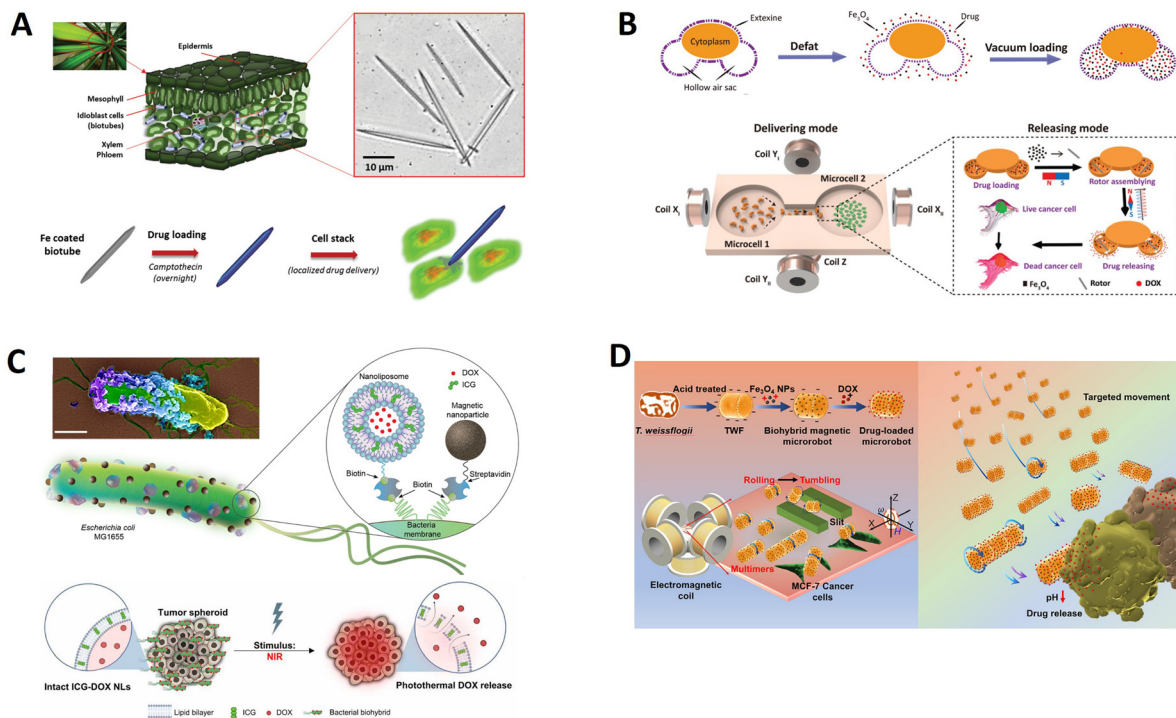 A
Epidermis
Mesophyll
Idioblast cells
(biotubes)
Xylem
Phloem
10 μm
Fe coated
biotube
Drug loading
Camptothecin
(overnight)
Cell stack
(localized drug delivery)
B
Extexine
Cytoplasm
Hollow air sac
Defat
Fe3O4
Drug
Vacuum loading
Delivering mode
Coil YI
Microcell 2
Coil XI
Coil XII
Microcell 1
Coil Z
Coil YII
Releasing mode
Drug loading
N S
Rotor assemblying
N
S
Live cancer cell
Dead cancer cell
Drug releasing
Fe3O4
Rotor
DOX
C
Escherichia coli
MG1655
Nanoliposome
DOX
ICG
Magnetic
nanoparticle
Biotin
Streptavidin
Biotin
Bacteria
membrane
Tumor spheroid
Stimulus:
NIR
Intact ICG-DOX NLs
Photothermal DOX release
Lipid bilayer
ICG
DOX
Bacterial biohybrid
D
Acid treated
Fe3O4 NPs
DOX
T. weissflogii
TWF
Biohybrid magnetic
microrobot
Drug-loaded
microrobot
Rolling
Tumbling
Slit
Multimers
MCF-7 Cancer
cells
Electromagnetic
coil
Z
ω
X
Y
H
Targeted movement
pH
Drug release